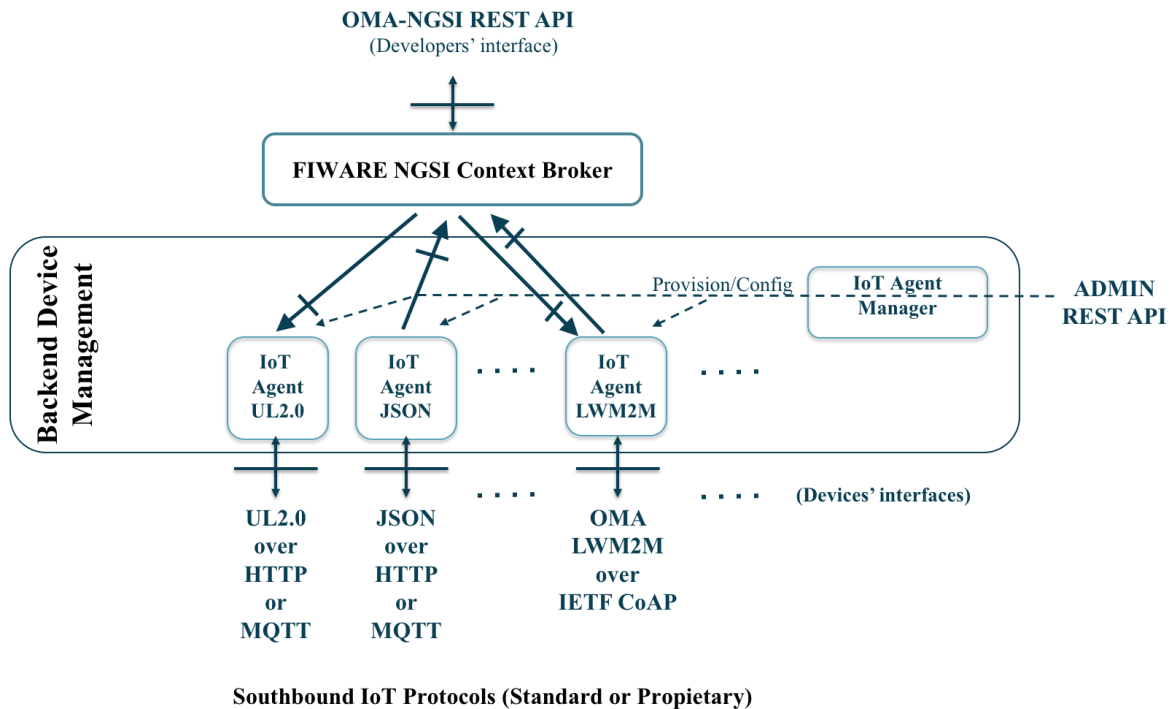 OMA-NGSI REST API
(Developers’ interface)
FIWARE NGSI Context Broker
Backend Device
Management
Provision/Config
IoT Agent
Manager
ADMIN
REST API
IoT
Agent
UL2.0
IoT
Agent
JSON
IoT
Agent
LWM2M
UL2.0
over
HTTP
or
MQTT
JSON
over
HTTP
or
MQTT
OMA
LWM2M
over
IETF CoAP
(Devices’ interfaces)
Southbound IoT Protocols (Standard or Propietary)